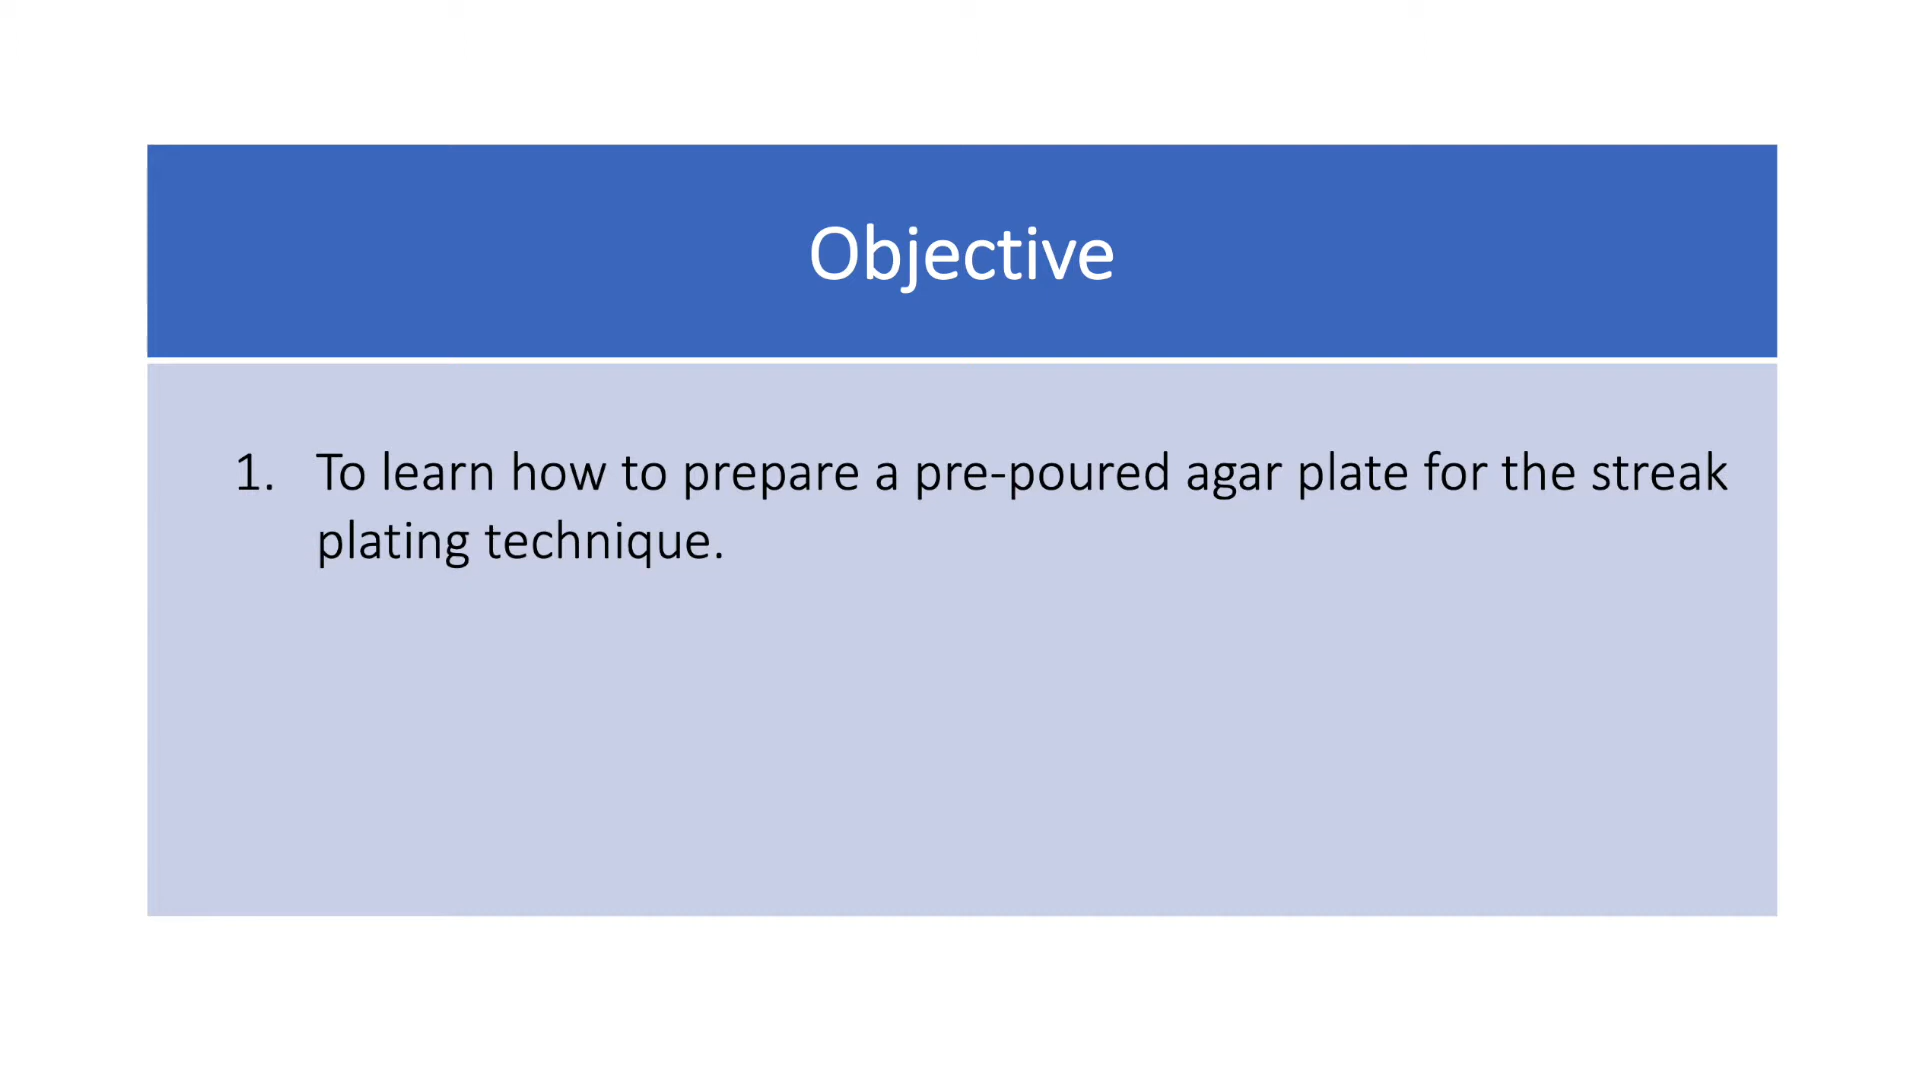 Objective
1. To learn how to prepare a pre-poured agar plate for the streak
plating technique.